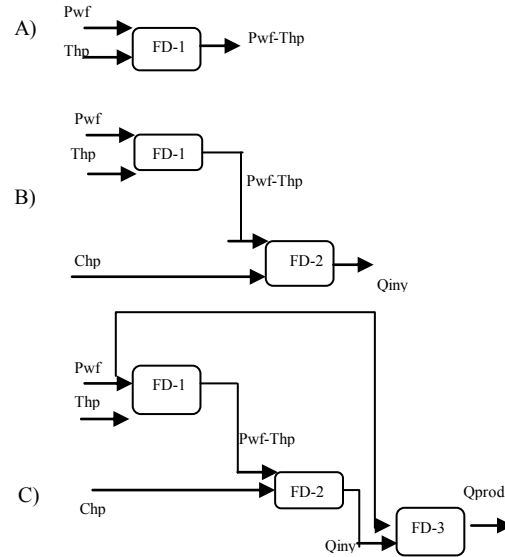 A)
Pwf
Thp
FD-1
Pwf-Thp
B)
Pwf
Thp
FD-1
Pwf-Thp
Chp
FD-2
Qiny
C)
Pwf
Thp
FD-1
Pwf-Thp
Chp
FD-2
Qiny
FD-3
Qprod